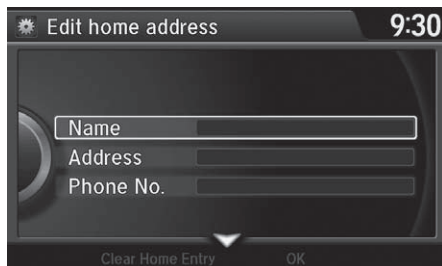 Edit home address
9:30
Name
Address
Phone No.
Clear Home Entry
OK